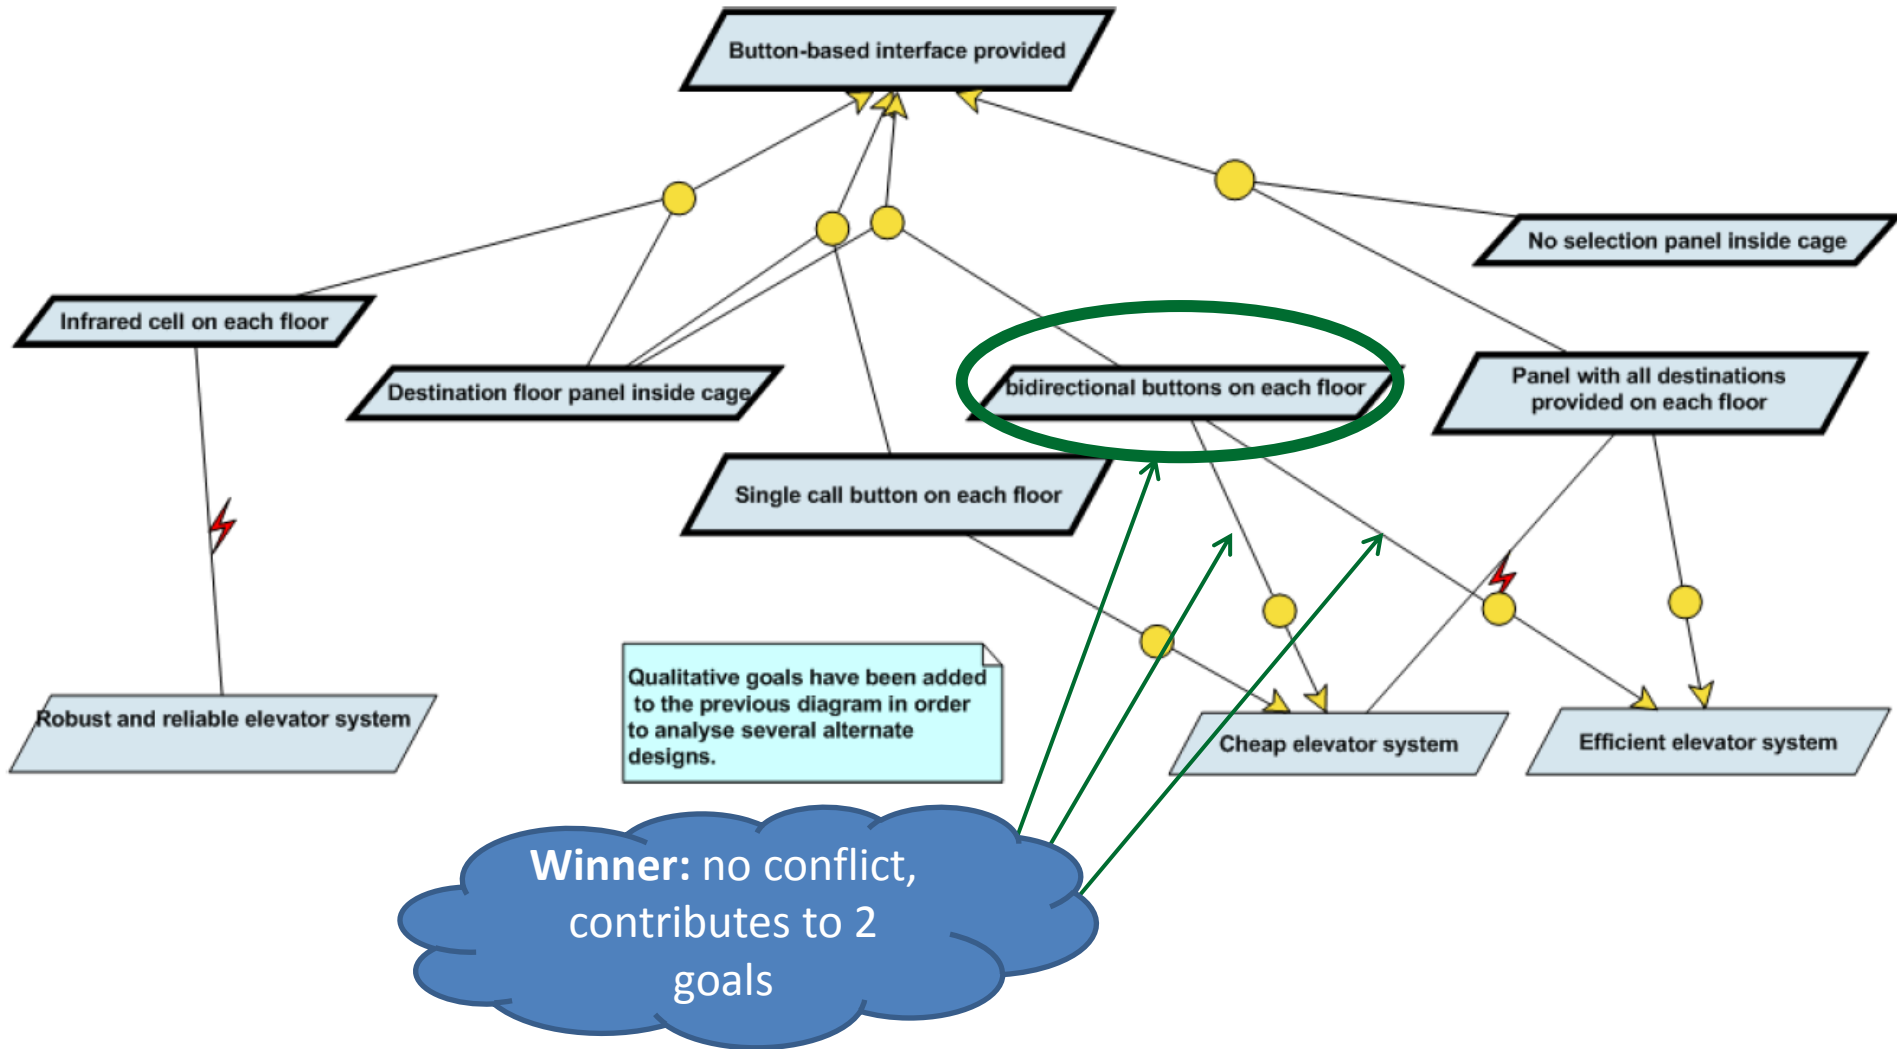 Button-based interface provided
No selection panel inside cage
Infrared cell on each floor
Destination floor panel inside cage
bidirectional buttons on each floor
Panel with all destinations
provided on each floor
Single call button on each floor
Qualitative goals have been added
to the previous diagram in order
to analyse several alternate
designs.
Robust and reliable elevator system
Cheap elevator system
Efficient elevator system
Winner: no conflict,
contributes to 2
goals